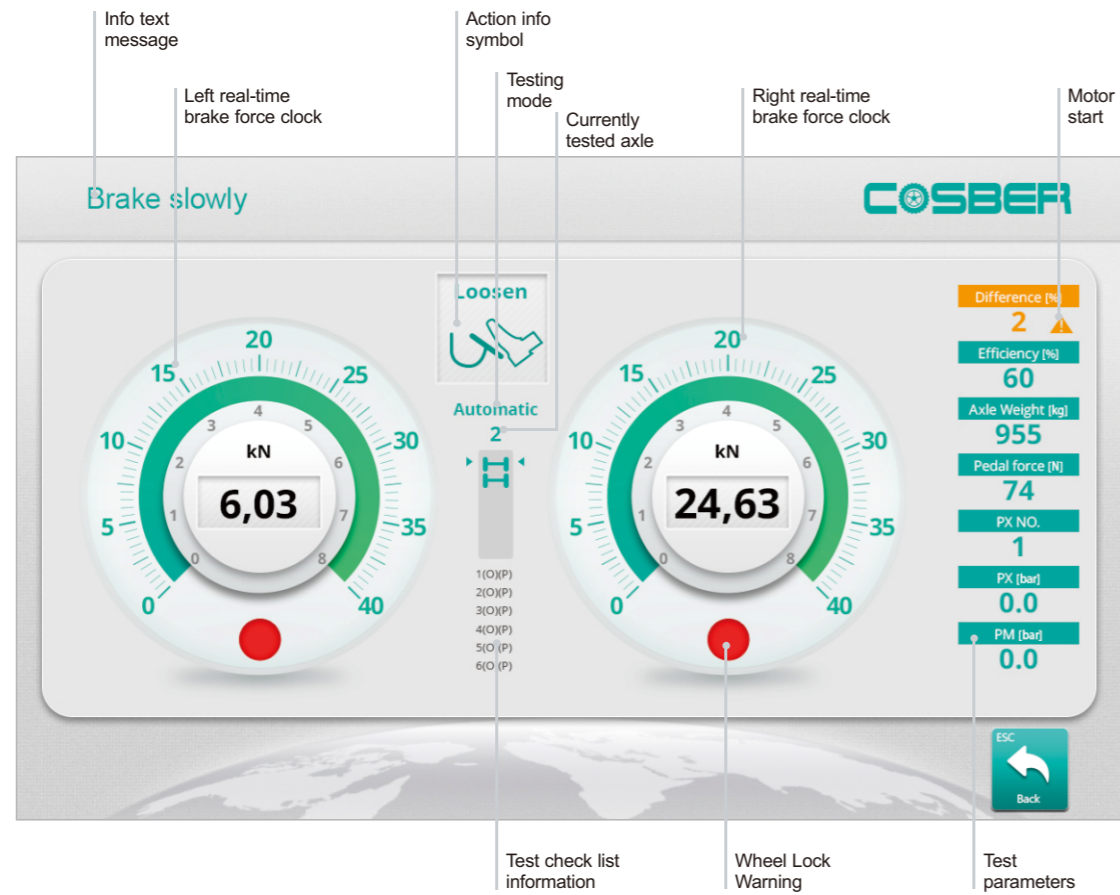 Info text
message
Action info
symbol
Left real-time
brake force clock
Testing
mode
Currently
tested axle
Right real-time
brake force clock
Motor
start
Brake slowly
COSBER
0
5
10
15
20
25
30
35
40
0
1
2
3
4
5
6
7
8
kN
6,03
Loosen
Automatic
2
1(O)(P)
2(O)(P)
3(O)(P)
4(O)(P)
5(O)(P)
6(O)(P)
0
5
10
15
20
25
30
35
40
0
2
3
4
5
6
7
8
kN
24,63
Difference [%]
2
Efficiency [%]
60
Axle Weight [kg]
955
Pedal force [N]
74
PX NO.
1
PX [bar]
0.0
PM [bar]
0.0
ESC
Back
Test check list
information
Wheel Lock
Warning
Test
parameters